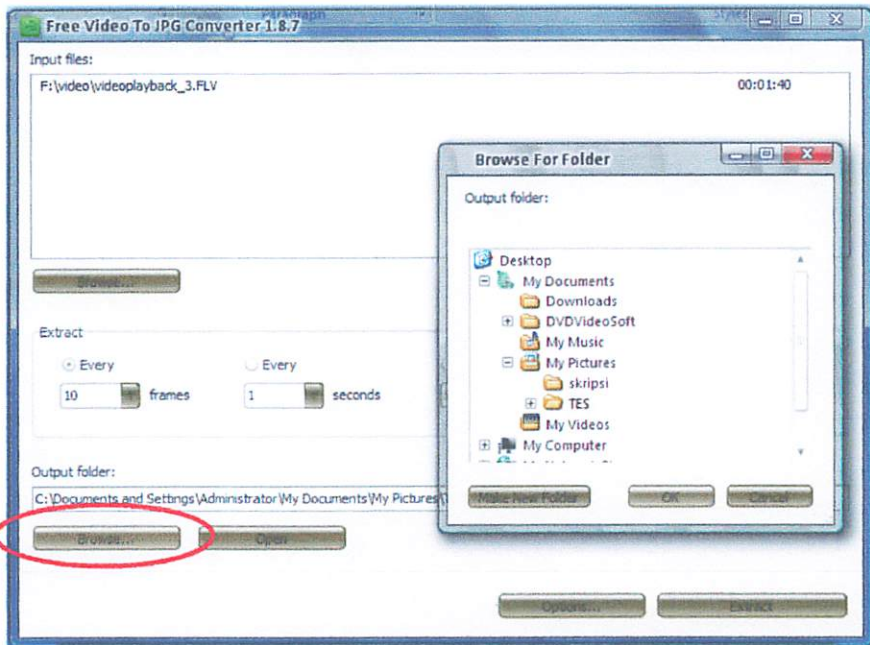 Paragraph
Free Video To JPG Converter 1.8.7
Input files:
F:\video\videoplayback_3.FLV 00:01:40
Browse...
Extract
Every Every
10 frames 1 seconds
Output folder:
C:\Documents and Settings\Administrator\My Documents\My Pictures\
Browse... Open
Options... Extract
Browse For Folder
Output folder:
Desktop
My Documents
Downloads
DVDVideoSoft
My Music
My Pictures
skripsi
TES
My Videos
My Computer
Make New Folder OK Cancel